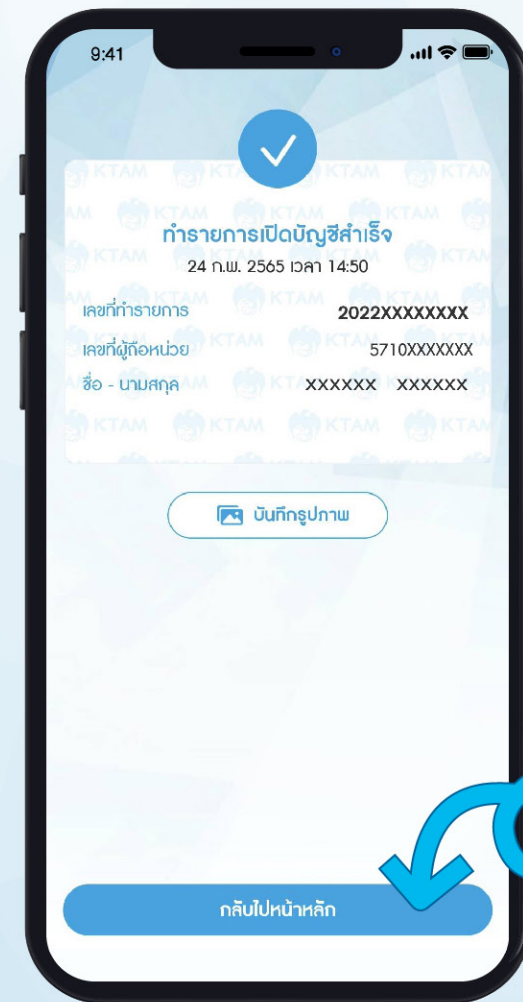 9:41
ทำรายการเปิดบัญชีสำเร็จ
24 ก.พ. 2565 เวลา 14:50
เลขที่ทำรายการ 2022XXXXXXXX
เลขที่ผู้ถือหน่วย 5710XXXXXXX
ชื่อ - นามสกุล XXXXXX XXXXXX
KTAM
บันทึกรูปภาพ
กลับไปหน้าหลัก